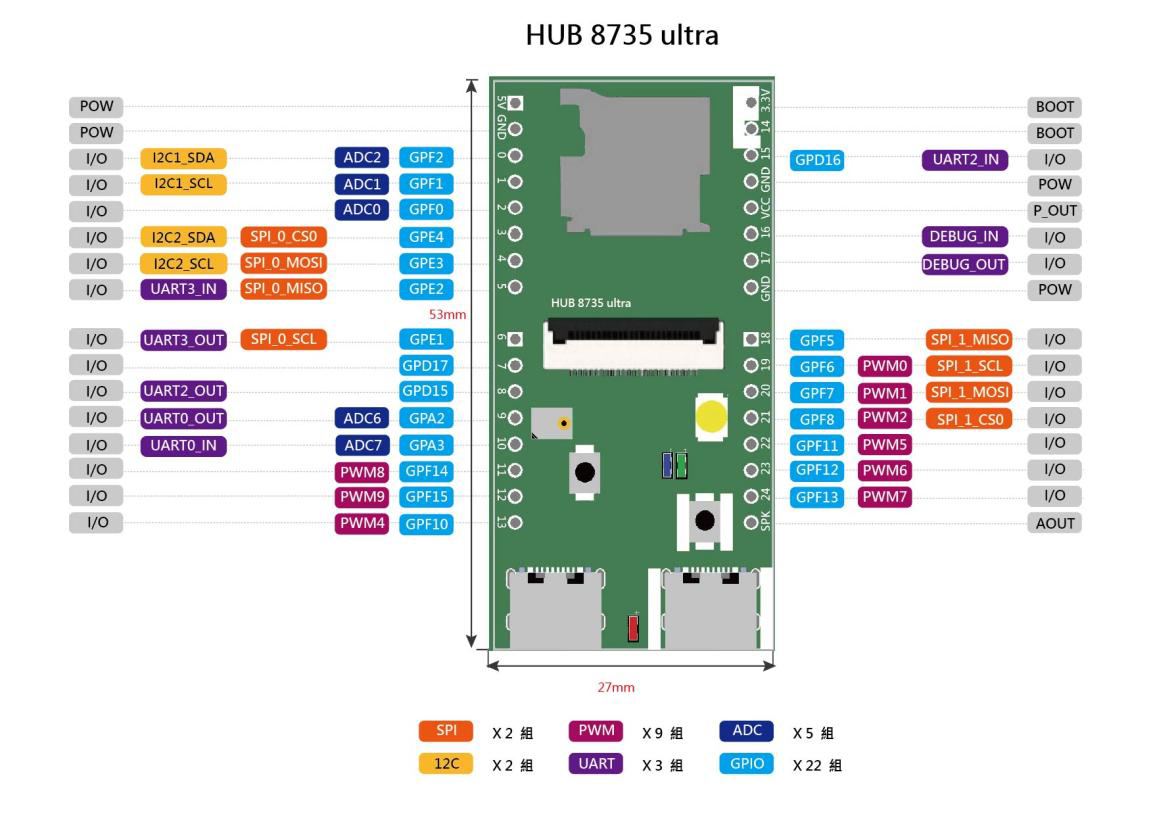 HUB 8735 ultra
POW 5V 3.3V BOOT
POW GND 14 BOOT
I/O I2C1_SDA ADC2 GPF2 0 15 GPD16 UART2_IN I/O
I/O I2C1_SCL ADC1 GPF1 1 GND POW
I/O ADC0 GPF0 2 VCC P_OUT
I/O I2C2_SDA SPI_0_CS0 GPE4 3 16 DEBUG_IN I/O
I/O I2C2_SCL SPI_0_MOSI GPE3 4 17 DEBUG_OUT I/O
I/O UART3_IN SPI_0_MISO GPE2 5 GND POW
HUB 8735 ultra
53mm
I/O UART3_OUT SPI_0_SCL GPE1 6 18 GPF5 SPI_1_MISO I/O
I/O GPD17 7 19 GPF6 PWM0 SPI_1_SCL I/O
I/O UART2_OUT GPD15 8 20 GPF7 PWM1 SPI_1_MOSI I/O
I/O UART0_OUT ADC6 GPA2 9 21 GPF8 PWM2 SPI_1_CS0 I/O
I/O UART0_IN ADC7 GPA3 10 22 GPF11 PWM5 I/O
I/O PWM8 GPF14 11 23 GPF12 PWM6 I/O
I/O PWM9 GPF15 12 24 GPF13 PWM7 I/O
I/O PWM4 GPF10 13 SPK AOUT
27mm
SPI X 2 組 PWM X 9 組 ADC X 5 組
12C X 2 組 UART X 3 組 GPIO X 22 組